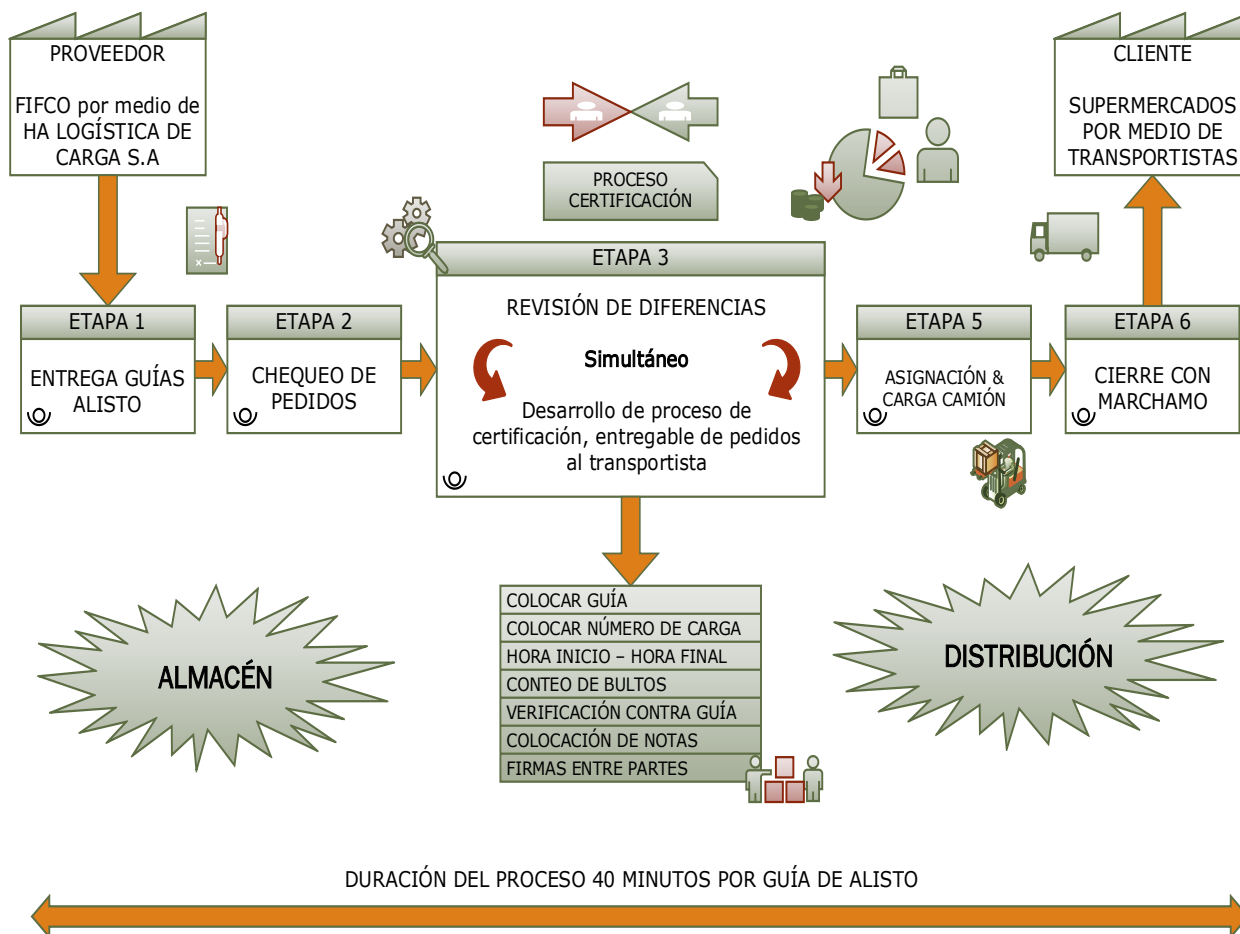 PROVEEDOR
FIFCO por medio de
HA LOGÍSTICA DE
CARGA S.A
CLIENTE
SUPERMERCADOS
POR MEDIO DE
TRANSPORTISTAS
PROCESO
CERTIFICACIÓN
ETAPA 1
ENTREGA GUÍAS
ALISTO
ETAPA 2
CHEQUEO DE
PEDIDOS
ETAPA 3
REVISIÓN DE DIFERENCIAS
Simultáneo
Desarrollo de proceso de
certificación, entregable de pedidos
al transportista
ETAPA 5
ASIGNACIÓN &
CARGA CAMIÓN
ETAPA 6
CIERRE CON
MARCHAMO
COLOCAR GUÍA
COLOCAR NÚMERO DE CARGA
HORA INICIO – HORA FINAL
CONTEO DE BULTOS
VERIFICACIÓN CONTRA GUÍA
COLOCACIÓN DE NOTAS
FIRMAS ENTRE PARTES
ALMACÉN
DISTRIBUCIÓN
DURACIÓN DEL PROCESO 40 MINUTOS POR GUÍA DE ALISTO